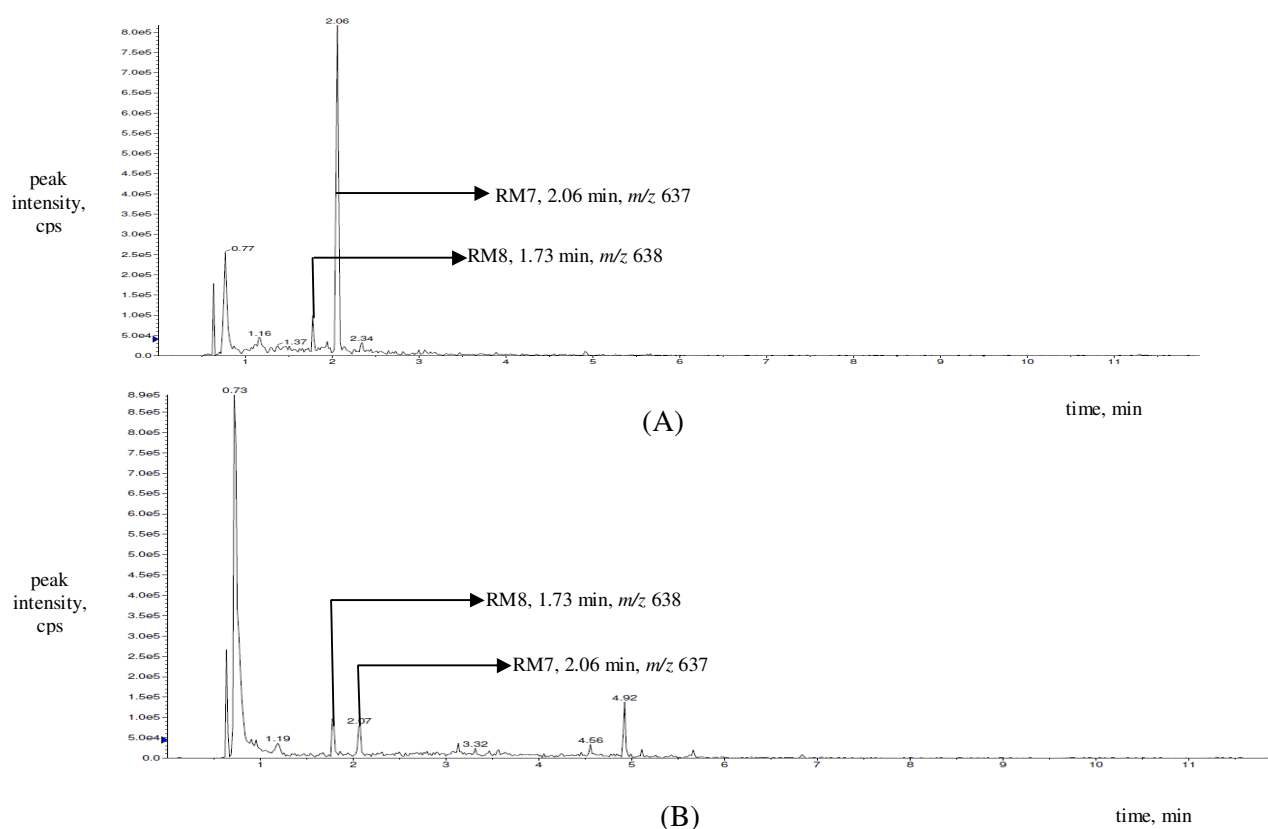 2.06
8.0e5
7.5e5
7.0e5
6.5e5
6.0e5
5.5e5
5.0e5
4.5e5
4.0e5
3.5e5
3.0e5
2.5e5
2.0e5
1.5e5
1.0e5
5.0e4
0.0
peak
intensity,
cps
RM7, 2.06 min, m/z 637
RM8, 1.73 min, m/z 638
0.77
1.16
1.37
2.34
1 2 3 4 5 6 7 8 9 10 11
(A)
time, min
0.73
8.9e5
8.5e5
8.0e5
7.5e5
7.0e5
6.5e5
6.0e5
5.5e5
5.0e5
4.5e5
4.0e5
3.5e5
3.0e5
2.5e5
2.0e5
1.5e5
1.0e5
5.0e4
0.0
peak
intensity,
cps
RM8, 1.73 min, m/z 638
RM7, 2.06 min, m/z 637
1.19
2.07
3.32
4.56
4.92
1 2 3 4 5 6 7 8 9 10 11
(B)
time, min